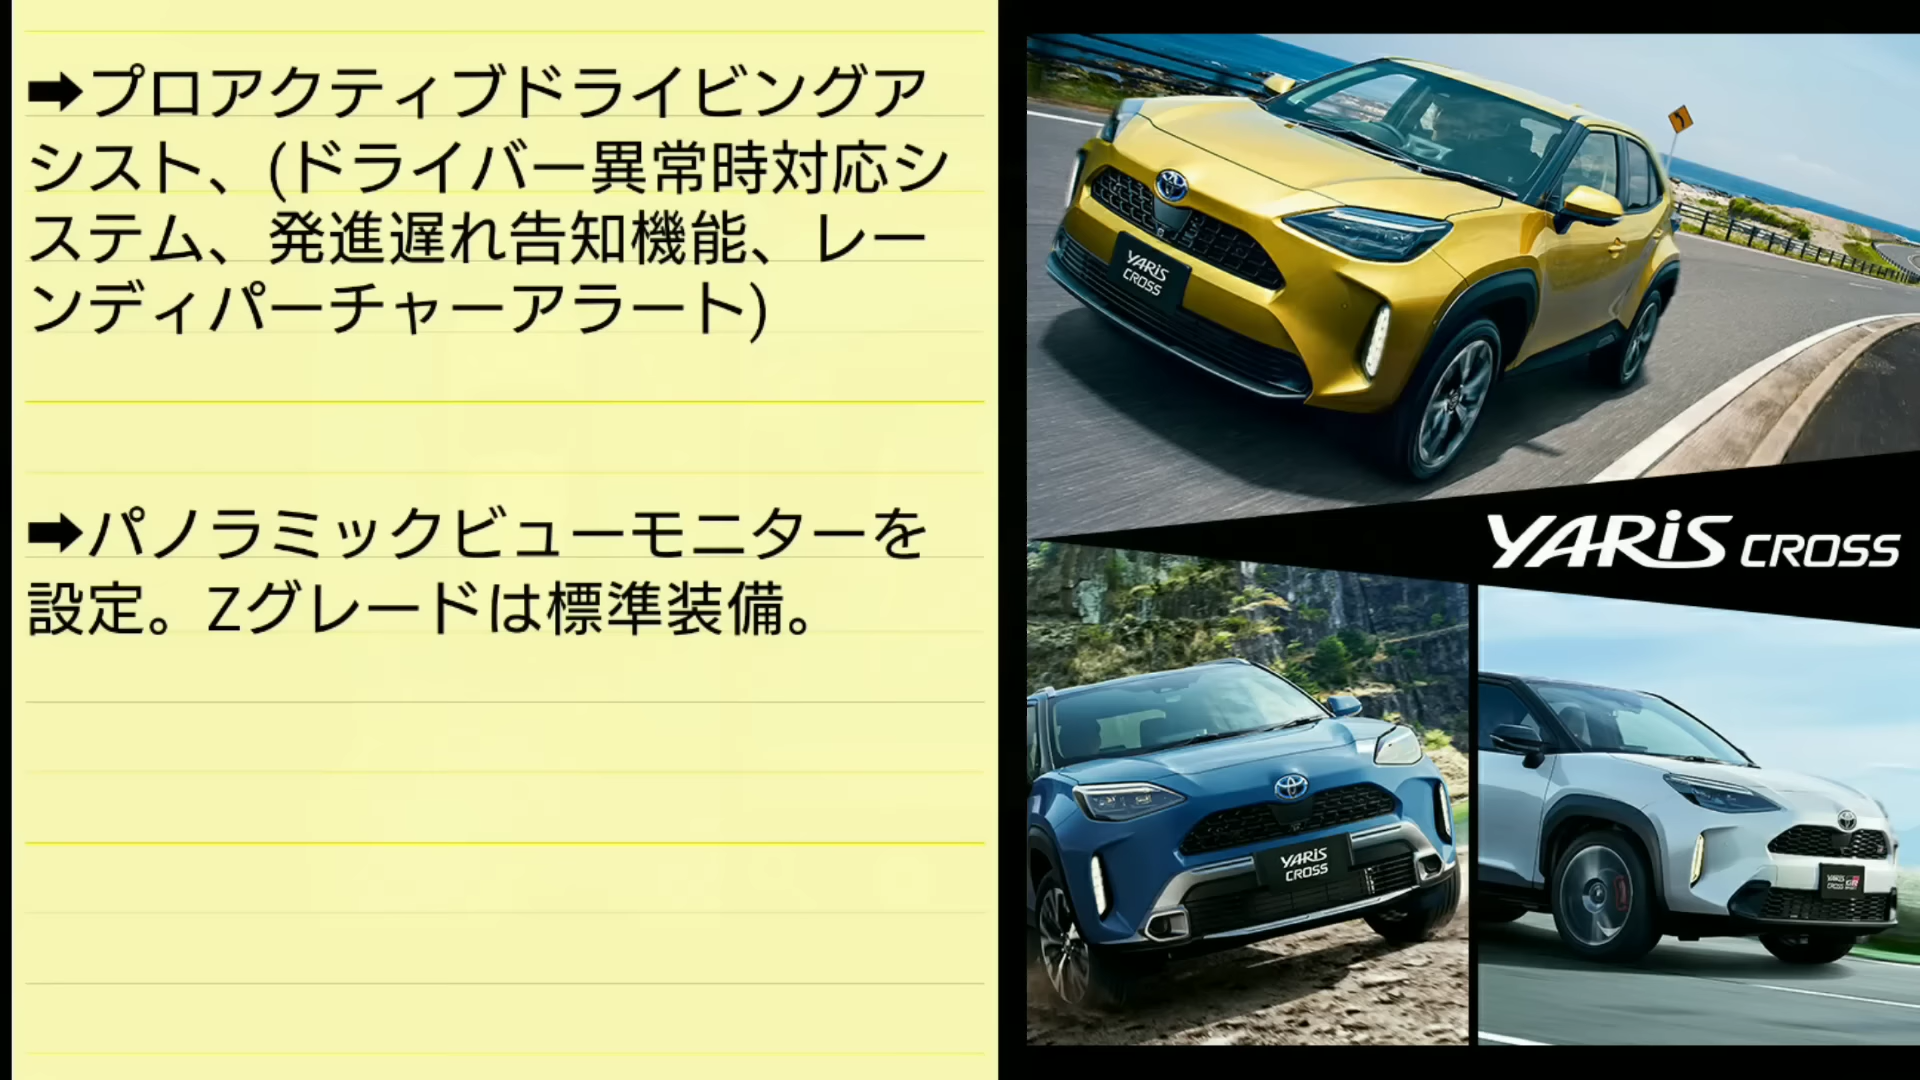 ➡プロアクティブドライビングア
シスト、(ドライバー異常時対応シ
ステム、発進遅れ告知機能、レー
ンディパーチャーアラート)
➡パノラミックビューモニターを
設定。Zグレードは標準装備。
YARiS
CROSS
YARiS CROSS
YARiS
CROSS
YARiS
CROSS